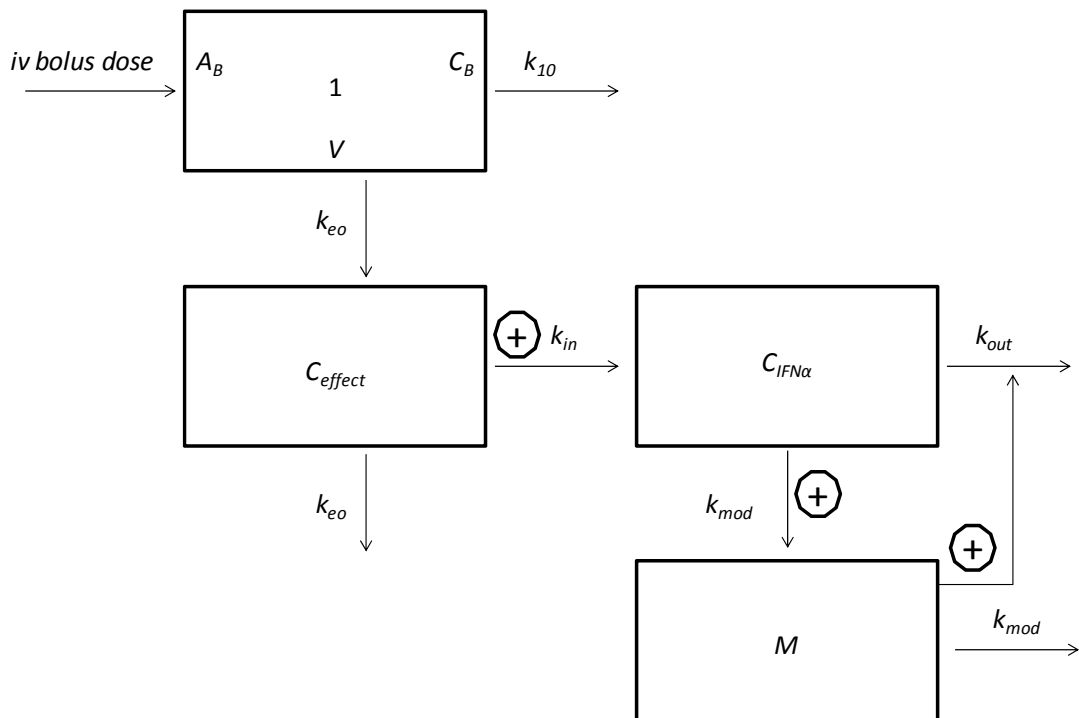 iv bolus dose
A_B
C_B
k_10
1
V
k_eo
C_effect
+
k_in
C_IFNα
k_out
k_eo
k_mod
+
+
M
k_mod